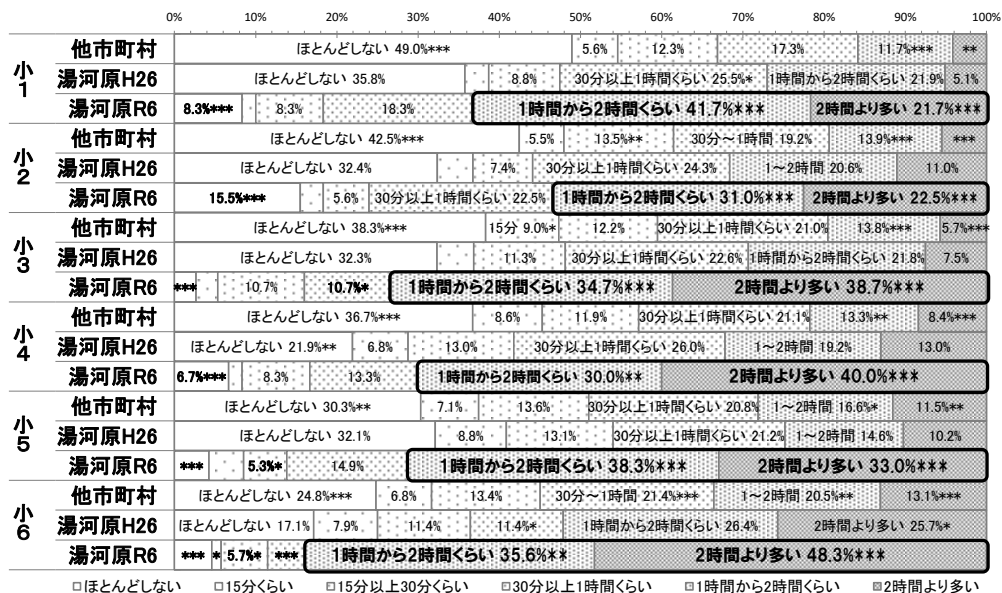 0% 10% 20% 30% 40% 50% 60% 70% 80% 90% 100%
小1
他市町村 ほとんどしない 49.0%*** 5.6% 12.3% 17.3% 11.7%*** **
湯河原H26 ほとんどしない 35.8% 8.8% 30分以上1時間くらい 25.5%* 1時間から2時間くらい 21.9% 5.1%
湯河原R6 8.3%*** 8.3% 18.3% 1時間から2時間くらい 41.7%*** 2時間より多い 21.7%***
小2
他市町村 ほとんどしない 42.5%*** 5.5% 13.5%** 30分～1時間 19.2% 13.9%*** ***
湯河原H26 ほとんどしない 32.4% 7.4% 30分以上1時間くらい 24.3% 1～2時間 20.6% 11.0%
湯河原R6 15.5%*** 5.6% 30分以上1時間くらい 22.5% 1時間から2時間くらい 31.0%*** 2時間より多い 22.5%***
小3
他市町村 ほとんどしない 38.3%*** 15分 9.0%* 12.2% 30分以上1時間くらい 21.0% 13.8%*** 5.7%***
湯河原H26 ほとんどしない 32.3% 11.3% 30分以上1時間くらい 22.6% 1時間から2時間くらい 21.8% 7.5%
湯河原R6 *** 10.7% 10.7%* 1時間から2時間くらい 34.7%*** 2時間より多い 38.7%***
小4
他市町村 ほとんどしない 36.7%*** 8.6% 11.9% 30分以上1時間くらい 21.1% 13.3%** 8.4%***
湯河原H26 ほとんどしない 21.9%** 6.8% 13.0% 30分以上1時間くらい 26.0% 1～2時間 19.2% 13.0%
湯河原R6 6.7%*** 8.3% 13.3% 1時間から2時間くらい 30.0%** 2時間より多い 40.0%***
小5
他市町村 ほとんどしない 30.3%** 7.1% 13.6% 30分以上1時間くらい 20.8% 1～2時間 16.6%* 11.5%**
湯河原H26 ほとんどしない 32.1% 8.8% 13.1% 30分以上1時間くらい 21.2% 1～2時間 14.6% 10.2%
湯河原R6 *** 5.3%* 14.9% 1時間から2時間くらい 38.3%*** 2時間より多い 33.0%***
小6
他市町村 ほとんどしない 24.8%*** 6.8% 13.4% 30分～1時間 21.4%*** 1～2時間 20.5%** 13.1%***
湯河原H26 ほとんどしない 17.1% 7.9% 11.4% 11.4%* 1時間から2時間くらい 26.4% 2時間より多い 25.7%*
湯河原R6 *** * 5.7%* *** 1時間から2時間くらい 35.6%** 2時間より多い 48.3%***
ほとんどしない 15分くらい 15分以上30分くらい 30分以上1時間くらい 1時間から2時間くらい 2時間より多い